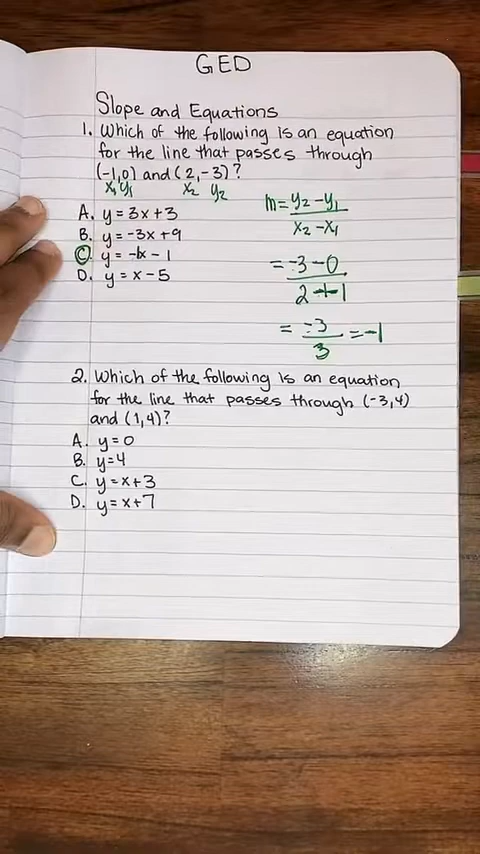 GED
Slope and Equations
1. Which of the following is an equation
for the line that passes through
(-1,0) and (2,-3)?
x₁ y₁ x₂ y₂
A. y = 3x+3
B. y = -3x+9
C. y = -1x - 1
D. y = x - 5
m = y₂ - y₁
x₂ - x₁
= -3 - 0
2 + 1
= -3
3
= -1
2. Which of the following is an equation
for the line that passes through (-3,4)
and (1,4)?
A. y = 0
B. y = 4
C. y = x + 3
D. y = x + 7